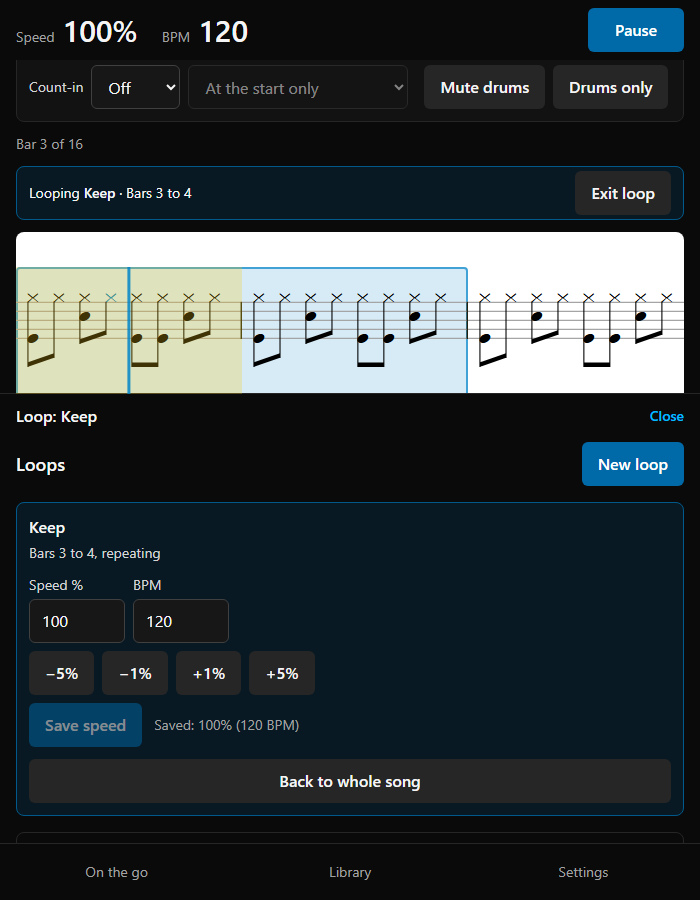 Speed 100% BPM 120 Pause
Count-in Off At the start only Mute drums Drums only
Bar 3 of 16
Looping Keep · Bars 3 to 4 Exit loop
Loop: Keep Close
Loops New loop
Keep
Bars 3 to 4, repeating
Speed % BPM
100 120
−5% −1% +1% +5%
Save speed Saved: 100% (120 BPM)
Back to whole song
On the go Library Settings